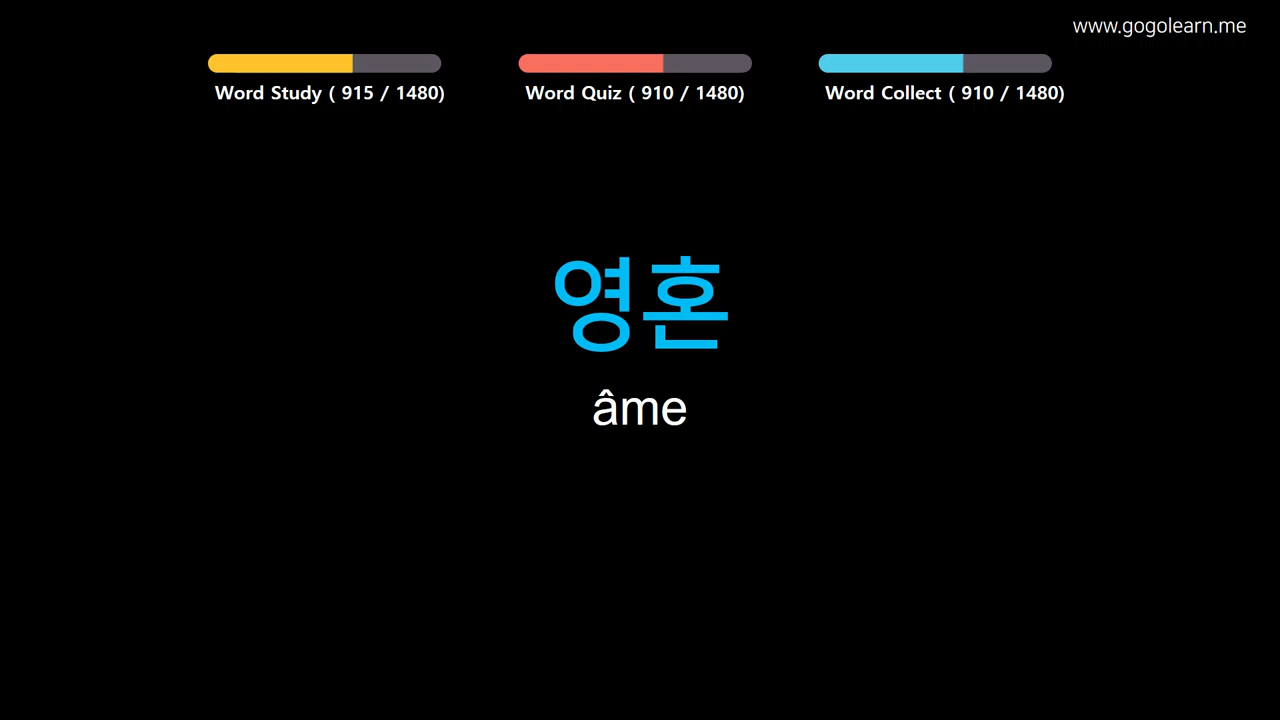 www.gogolearn.me
Word Study ( 915 / 1480)
Word Quiz ( 910 / 1480)
Word Collect ( 910 / 1480)
영혼
âme